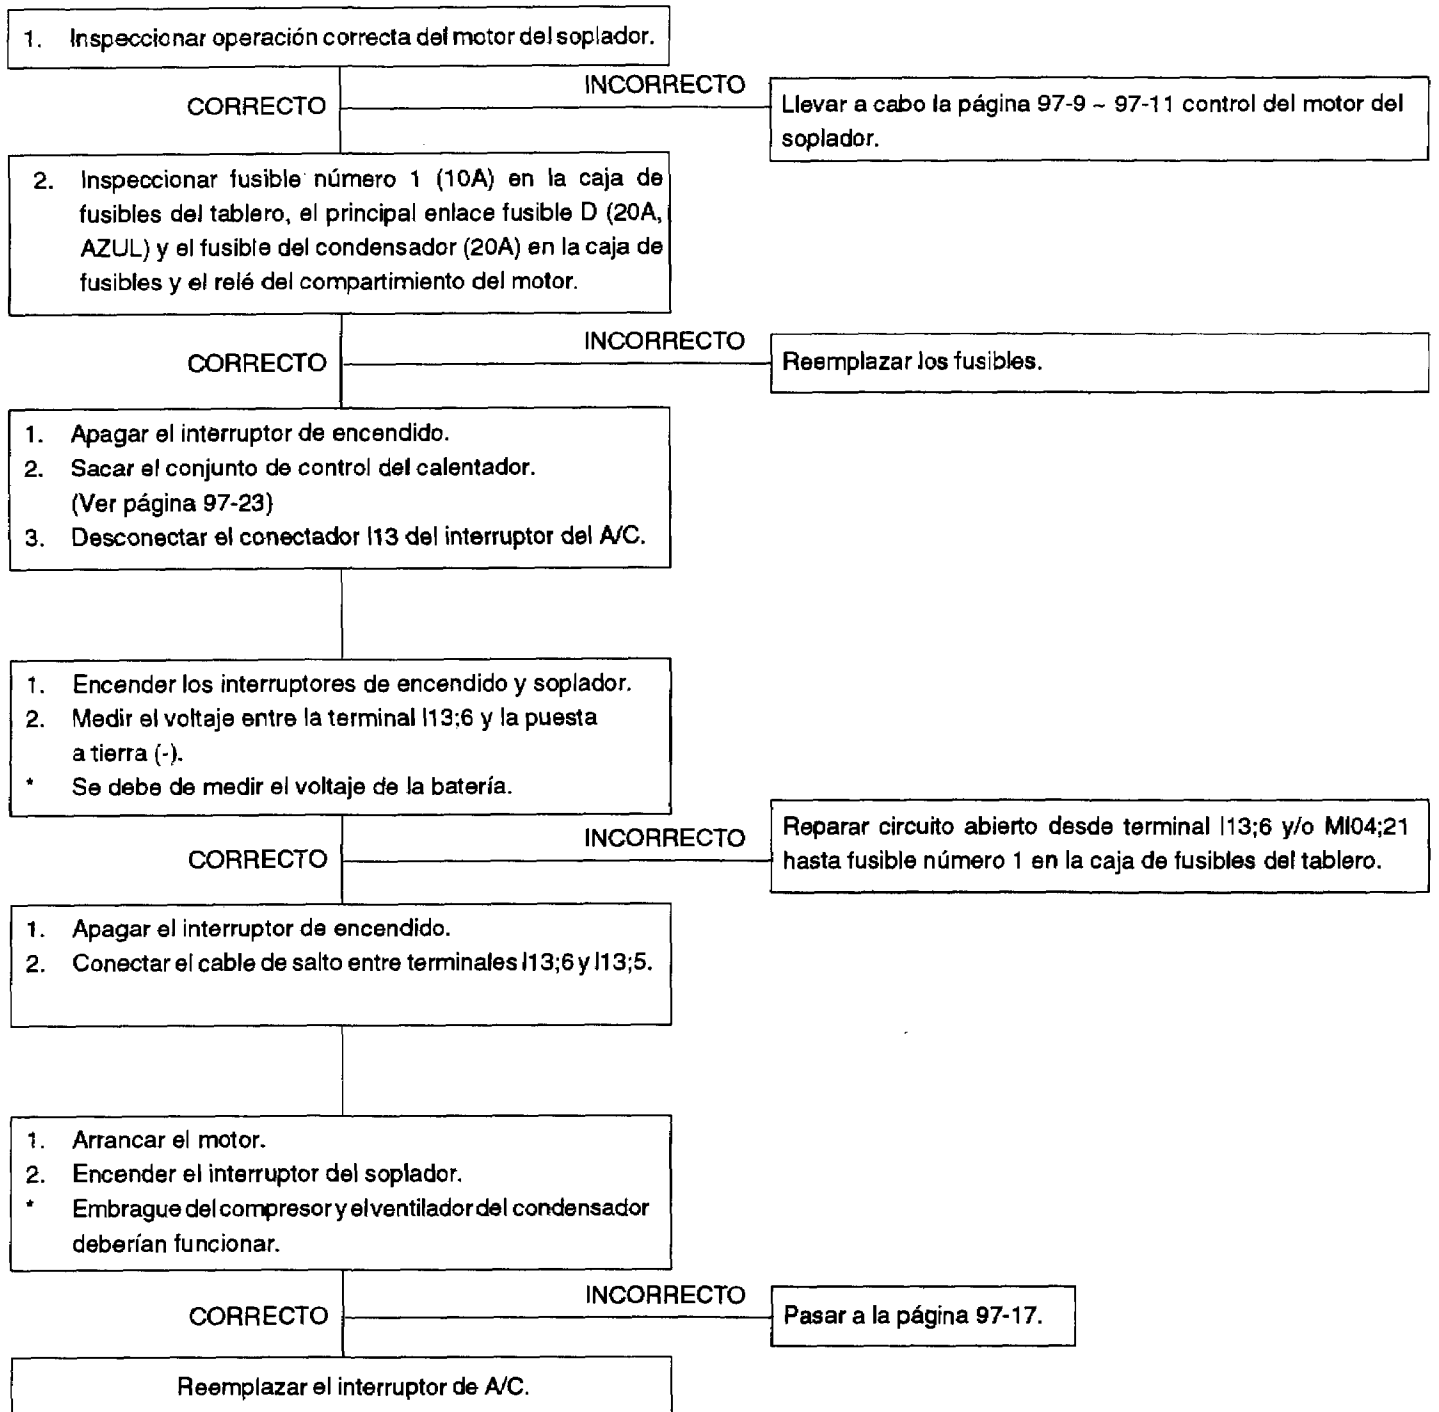 1. Inspeccionar operación correcta del motor del soplador.
INCORRECTO
CORRECTO
Llevar a cabo la página 97-9 ~ 97-11 control del motor del
soplador.
2. Inspeccionar fusible número 1 (10A) en la caja de
fusibles del tablero, el principal enlace fusible D (20A,
AZUL) y el fusible del condensador (20A) en la caja de
fusibles y el relé del compartimiento del motor.
INCORRECTO
CORRECTO
Reemplazar los fusibles.
1. Apagar el interruptor de encendido.
2. Sacar el conjunto de control del calentador.
(Ver página 97-23)
3. Desconectar el conectador I13 del interruptor del A/C.
1. Encender los interruptores de encendido y soplador.
2. Medir el voltaje entre la terminal I13;6 y la puesta
a tierra (-).
* Se debe de medir el voltaje de la batería.
INCORRECTO
CORRECTO
Reparar circuito abierto desde terminal I13;6 y/o MI04;21
hasta fusible número 1 en la caja de fusibles del tablero.
1. Apagar el interruptor de encendido.
2. Conectar el cable de salto entre terminales I13;6 y I13;5.
1. Arrancar el motor.
2. Encender el interruptor del soplador.
* Embrague del compresor y el ventilador del condensador
deberían funcionar.
INCORRECTO
CORRECTO
Pasar a la página 97-17.
Reemplazar el interruptor de A/C.